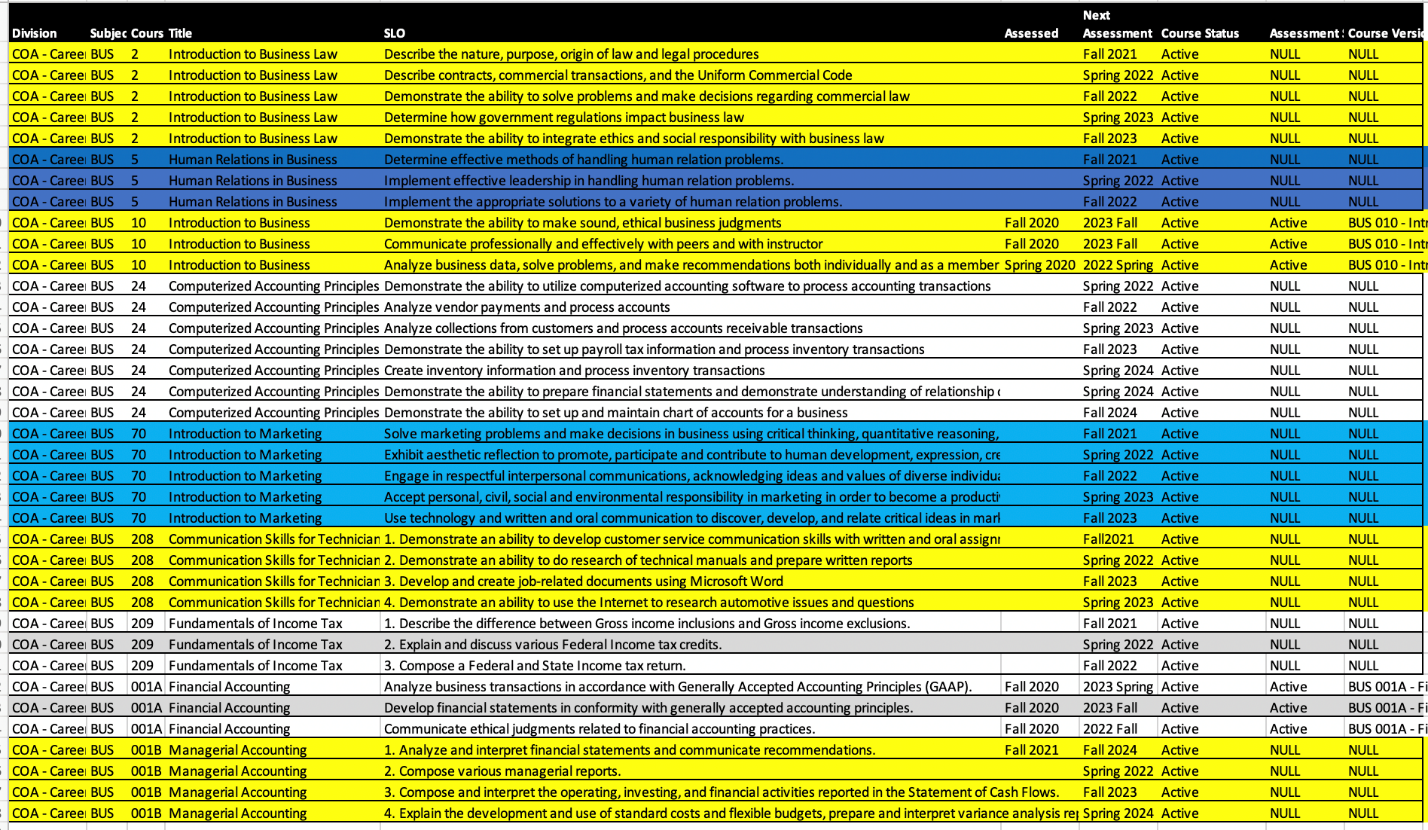 Division Subjec Cours Title SLO Assessed Next Assessment Course Status Assessment Course Versi
COA - Career BUS 2 Introduction to Business Law Describe the nature, purpose, origin of law and legal procedures Fall 2021 Active NULL NULL
COA - Career BUS 2 Introduction to Business Law Describe contracts, commercial transactions, and the Uniform Commercial Code Spring 2022 Active NULL NULL
COA - Career BUS 2 Introduction to Business Law Demonstrate the ability to solve problems and make decisions regarding commercial law Fall 2022 Active NULL NULL
COA - Career BUS 2 Introduction to Business Law Determine how government regulations impact business law Spring 2023 Active NULL NULL
COA - Career BUS 2 Introduction to Business Law Demonstrate the ability to integrate ethics and social responsibility with business law Fall 2023 Active NULL NULL
COA - Career BUS 5 Human Relations in Business Determine effective methods of handling human relation problems. Fall 2021 Active NULL NULL
COA - Career BUS 5 Human Relations in Business Implement effective leadership in handling human relation problems. Spring 2022 Active NULL NULL
COA - Career BUS 5 Human Relations in Business Implement the appropriate solutions to a variety of human relation problems. Fall 2022 Active NULL NULL
COA - Career BUS 10 Introduction to Business Demonstrate the ability to make sound, ethical business judgments Fall 2020 2023 Fall Active Active BUS 010 - Intr
COA - Career BUS 10 Introduction to Business Communicate professionally and effectively with peers and with instructor Fall 2020 2023 Fall Active Active BUS 010 - Intr
COA - Career BUS 10 Introduction to Business Analyze business data, solve problems, and make recommendations both individually and as a member Spring 2020 2022 Spring Active Active BUS 010 - Intr
COA - Career BUS 24 Computerized Accounting Principles Demonstrate the ability to utilize computerized accounting software to process accounting transactions Spring 2022 Active NULL NULL
COA - Career BUS 24 Computerized Accounting Principles Analyze vendor payments and process accounts Fall 2022 Active NULL NULL
COA - Career BUS 24 Computerized Accounting Principles Analyze collections from customers and process accounts receivable transactions Spring 2023 Active NULL NULL
COA - Career BUS 24 Computerized Accounting Principles Demonstrate the ability to set up payroll tax information and process inventory transactions Fall 2023 Active NULL NULL
COA - Career BUS 24 Computerized Accounting Principles Create inventory information and process inventory transactions Spring 2024 Active NULL NULL
COA - Career BUS 24 Computerized Accounting Principles Demonstrate the ability to prepare financial statements and demonstrate understanding of relationship Spring 2024 Active NULL NULL
COA - Career BUS 24 Computerized Accounting Principles Demonstrate the ability to set up and maintain chart of accounts for a business Fall 2024 Active NULL NULL
COA - Career BUS 70 Introduction to Marketing Solve marketing problems and make decisions in business using critical thinking, quantitative reasoning, Fall 2021 Active NULL NULL
COA - Career BUS 70 Introduction to Marketing Exhibit aesthetic reflection to promote, participate and contribute to human development, expression, cre Spring 2022 Active NULL NULL
COA - Career BUS 70 Introduction to Marketing Engage in respectful interpersonal communications, acknowledging ideas and values of diverse individua Fall 2022 Active NULL NULL
COA - Career BUS 70 Introduction to Marketing Accept personal, civil, social and environmental responsibility in marketing in order to become a producti Spring 2023 Active NULL NULL
COA - Career BUS 70 Introduction to Marketing Use technology and written and oral communication to discover, develop, and relate critical ideas in mark Fall 2023 Active NULL NULL
COA - Career BUS 208 Communication Skills for Technician 1. Demonstrate an ability to develop customer service communication skills with written and oral assignm Fall2021 Active NULL NULL
COA - Career BUS 208 Communication Skills for Technician 2. Demonstrate an ability to do research of technical manuals and prepare written reports Spring 2022 Active NULL NULL
COA - Career BUS 208 Communication Skills for Technician 3. Develop and create job-related documents using Microsoft Word Fall 2023 Active NULL NULL
COA - Career BUS 208 Communication Skills for Technician 4. Demonstrate an ability to use the Internet to research automotive issues and questions Spring 2023 Active NULL NULL
COA - Career BUS 209 Fundamentals of Income Tax 1. Describe the difference between Gross income inclusions and Gross income exclusions. Fall 2021 Active NULL NULL
COA - Career BUS 209 Fundamentals of Income Tax 2. Explain and discuss various Federal Income tax credits. Spring 2022 Active NULL NULL
COA - Career BUS 209 Fundamentals of Income Tax 3. Compose a Federal and State Income tax return. Fall 2022 Active NULL NULL
COA - Career BUS 001A Financial Accounting Analyze business transactions in accordance with Generally Accepted Accounting Principles (GAAP). Fall 2020 2023 Spring Active Active BUS 001A - Fi
COA - Career BUS 001A Financial Accounting Develop financial statements in conformity with generally accepted accounting principles. Fall 2020 2023 Fall Active Active BUS 001A - Fi
COA - Career BUS 001A Financial Accounting Communicate ethical judgments related to financial accounting practices. Fall 2020 2022 Fall Active Active BUS 001A - Fi
COA - Career BUS 001B Managerial Accounting 1. Analyze and interpret financial statements and communicate recommendations. Fall 2021 Fall 2024 Active NULL NULL
COA - Career BUS 001B Managerial Accounting 2. Compose various managerial reports. Spring 2022 Active NULL NULL
COA - Career BUS 001B Managerial Accounting 3. Compose and interpret the operating, investing, and financial activities reported in the Statement of Cash Flows. Fall 2023 Active NULL NULL
COA - Career BUS 001B Managerial Accounting 4. Explain the development and use of standard costs and flexible budgets, prepare and interpret variance analysis rep Spring 2024 Active NULL NULL